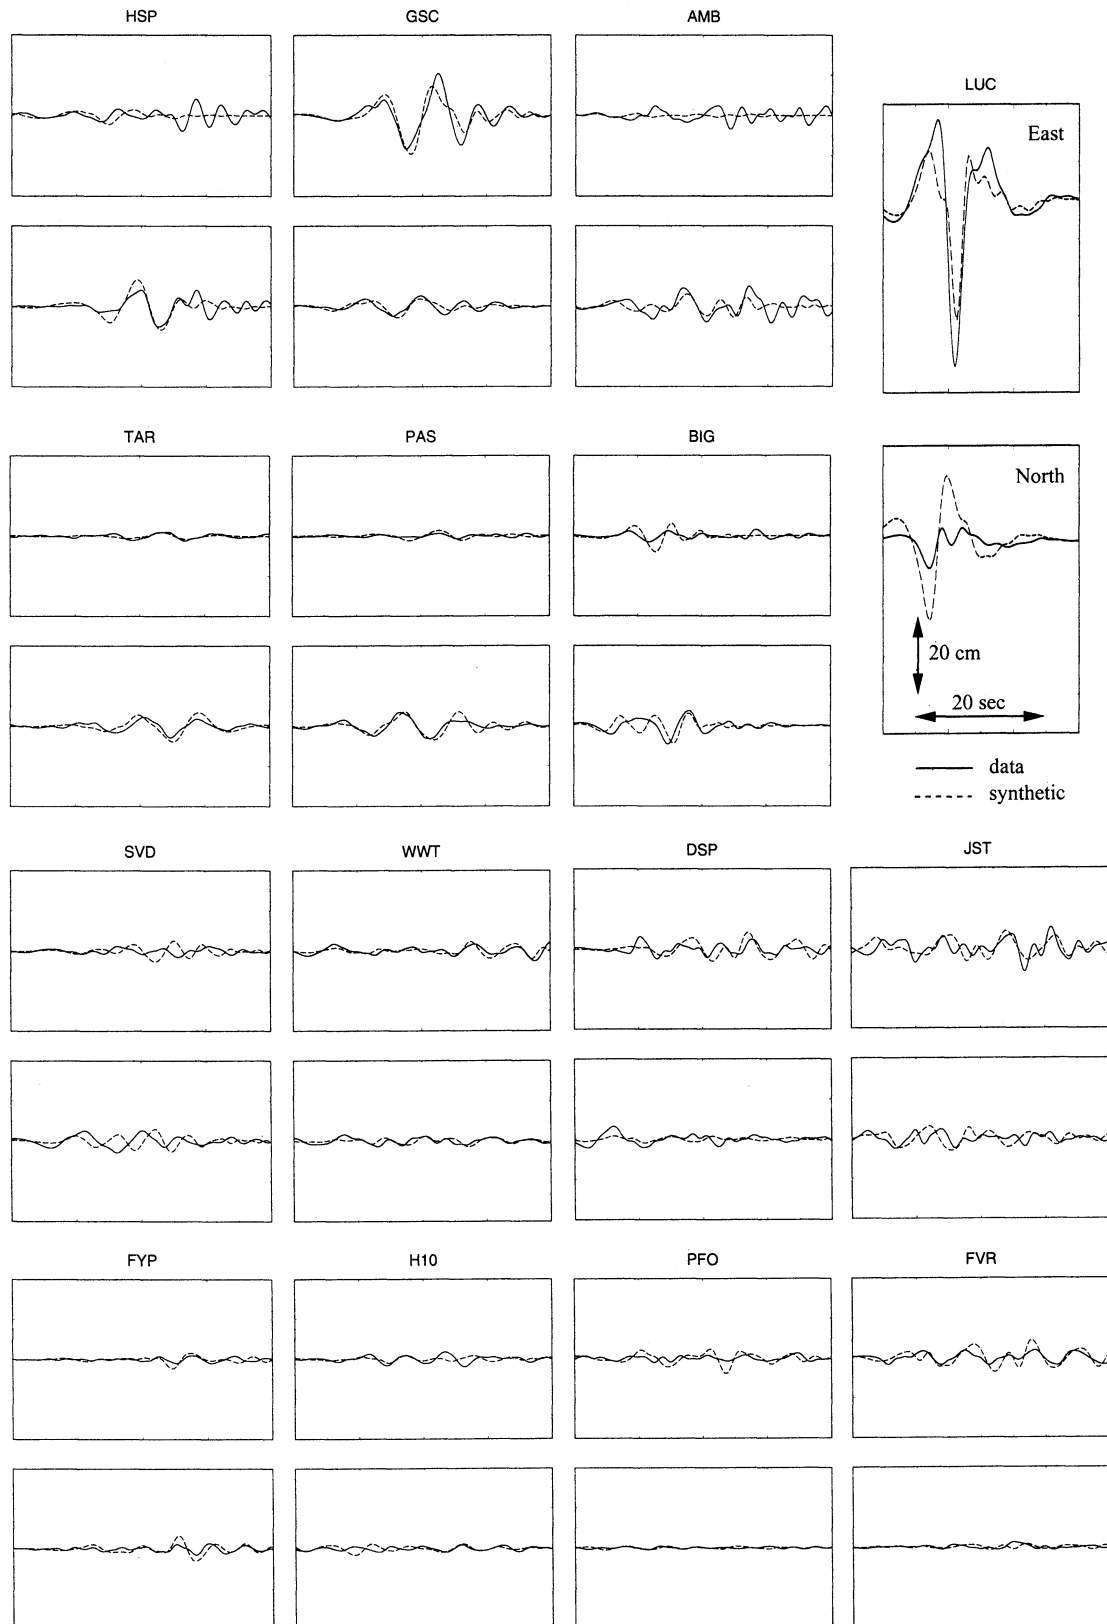 HSP
GSC
AMB
LUC
East
TAR
PAS
BIG
North
20 cm
20 sec
data
synthetic
SVD
WWT
DSP
JST
FYP
H10
PFO
FVR